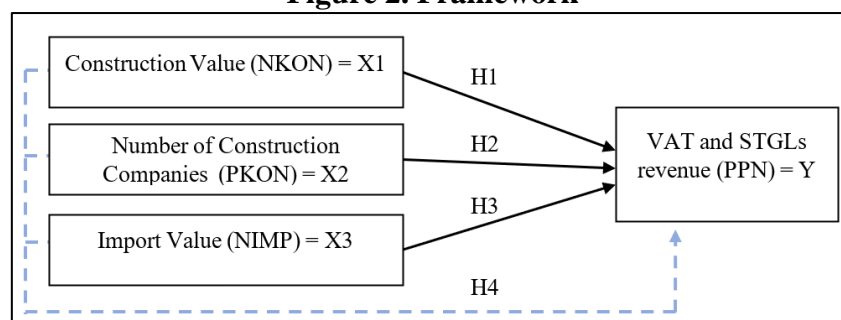 Figure 2. Framework
Construction Value (NKON) = X1
H1
Number of Construction
Companies (PKON) = X2
H2
VAT and STGLs
revenue (PPN) = Y
H3
Import Value (NIMP) = X3
H4